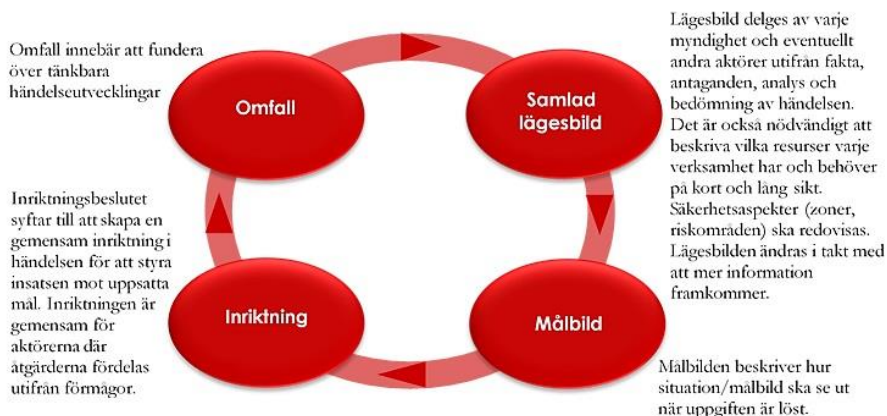 Omfall innebär att fundera
över tänkbara
händelseutvecklingar
Omfall
Samlad
lägesbild
Lägesbild delges av varje
myndighet och eventuellt
andra aktörer utifrån fakta,
antaganden, analys och
bedömning av händelsen.
Det är också nödvändigt att
beskriva vilka resurser varje
verksamhet har och behöver
på kort och lång sikt.
Säkerhetsaspekter (zoner,
riskområden) ska redovisas.
Lägesbilden ändras i takt med
att mer information
framkommer.
Inriktningsbeslutet
syftar till att skapa en
gemensam inriktning i
händelsen för att styra
insatsen mot uppsatta
mål. Inriktningen är
gemensam för
aktörerna där
åtgärderna fördelas
utifrån förmågor.
Inriktning
Målbild
Målbilden beskriver hur
situation/målbild ska se ut
när uppgiften är löst.